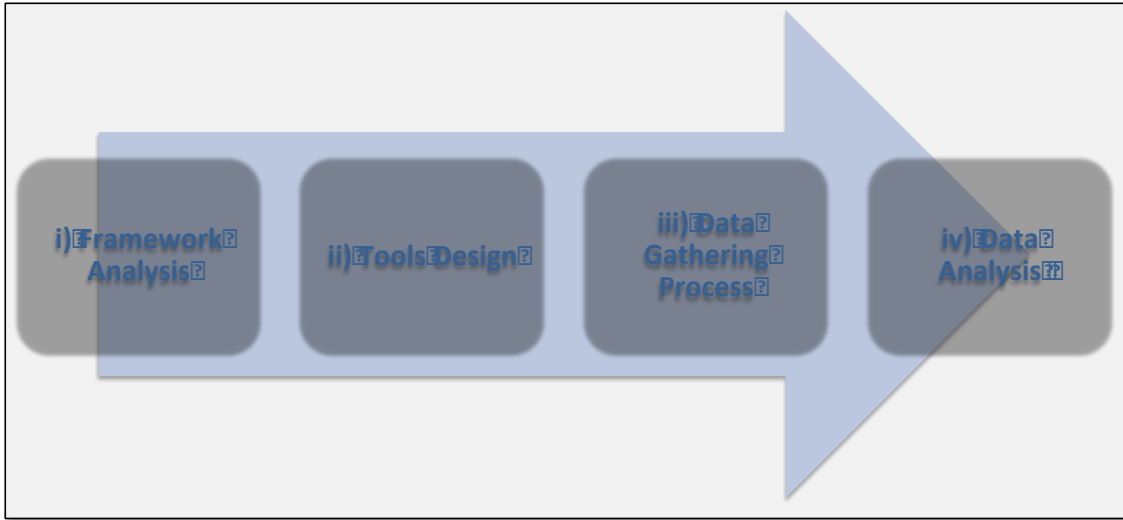 i) Framework
Analysis
ii) Tools Design
iii) Data
Gathering
Process
iv) Data
Analysis